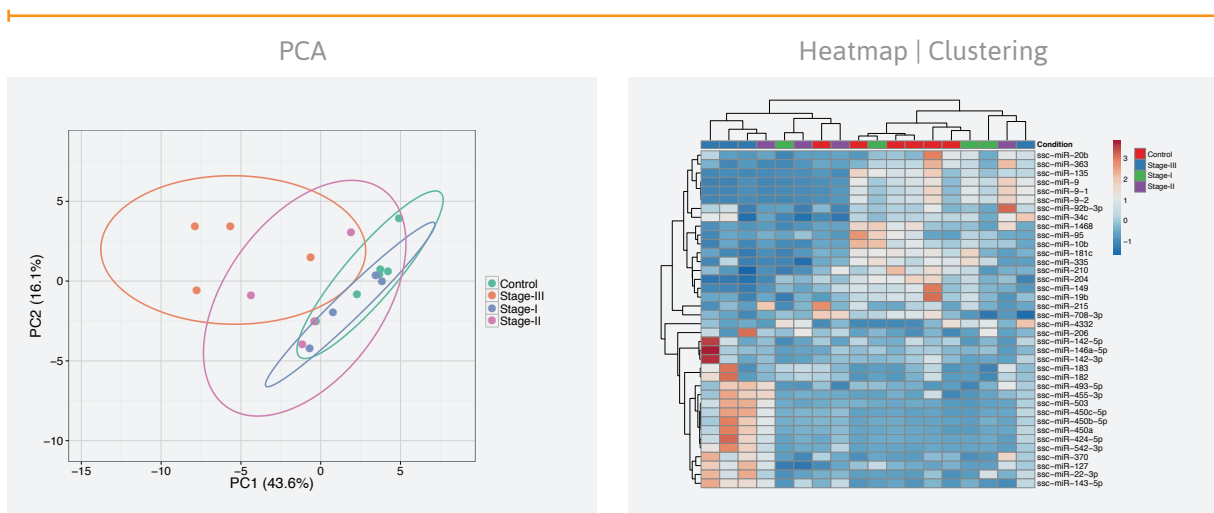 PCA
5
0
−5
−10
−15
−10
−5
0
5
PC1 (43.6%)
PC2 (16.1%)
Control
Stage−III
Stage−I
Stage−II
Heatmap | Clustering
Condition
ssc−miR−20b
ssc−miR−363
ssc−miR−135
ssc−miR−9
ssc−miR−9−1
ssc−miR−9−2
ssc−miR−92b−3p
ssc−miR−34c
ssc−miR−1468
ssc−miR−95
ssc−miR−10b
ssc−miR−181c
ssc−miR−335
ssc−miR−210
ssc−miR−204
ssc−miR−149
ssc−miR−19b
ssc−miR−215
ssc−miR−708−3p
ssc−miR−4332
ssc−miR−206
ssc−miR−142−5p
ssc−miR−146a−5p
ssc−miR−142−3p
ssc−miR−183
ssc−miR−182
ssc−miR−493−5p
ssc−miR−455−3p
ssc−miR−503
ssc−miR−450c−5p
ssc−miR−450b−5p
ssc−miR−450a
ssc−miR−424−5p
ssc−miR−542−3p
ssc−miR−370
ssc−miR−127
ssc−miR−22−3p
ssc−miR−143−5p
3
2
1
0
−1
Control
Stage−III
Stage−I
Stage−II